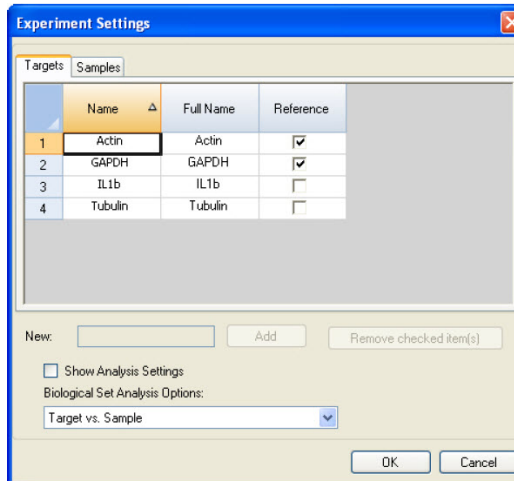 Experiment Settings
Targets Samples
Name Full Name Reference
1 Actin Actin
2 GAPDH GAPDH
3 IL1b IL1b
4 Tubulin Tubulin
New: Add Remove checked item(s)
Show Analysis Settings
Biological Set Analysis Options:
Target vs. Sample
OK Cancel